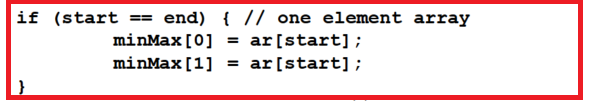 if (start == end) { // one element array
minMax[0] = ar[start];
minMax[1] = ar[start];
}